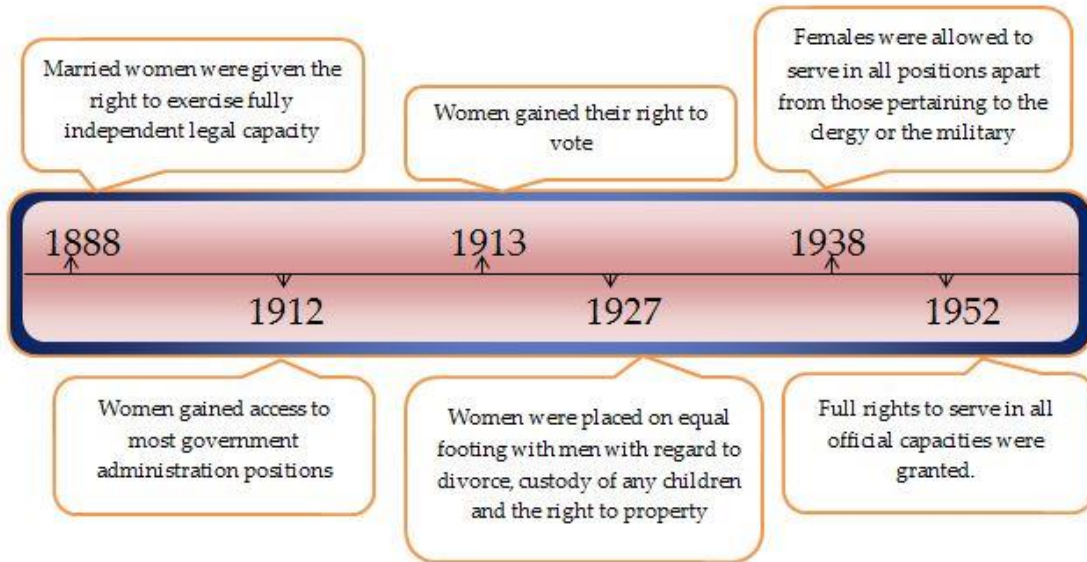 Married women were given the
right to exercise fully
independent legal capacity
Women gained their right to
vote
Females were allowed to
serve in all positions apart
from those pertaining to the
clergy or the military
1888
1913
1938
1912
1927
1952
Women gained access to
most government
administration positions
Women were placed on equal
footing with men with regard to
divorce, custody of any children
and the right to property
Full rights to serve in all
official capacities were
granted.